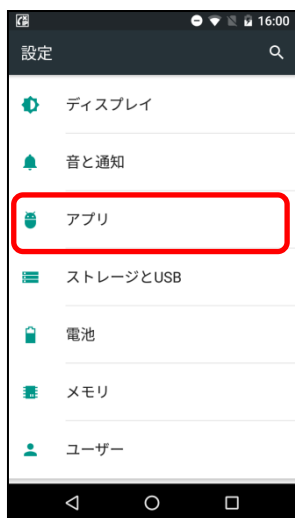 16:00
設定
ディスプレイ
音と通知
アプリ
ストレージとUSB
電池
メモリ
ユーザー